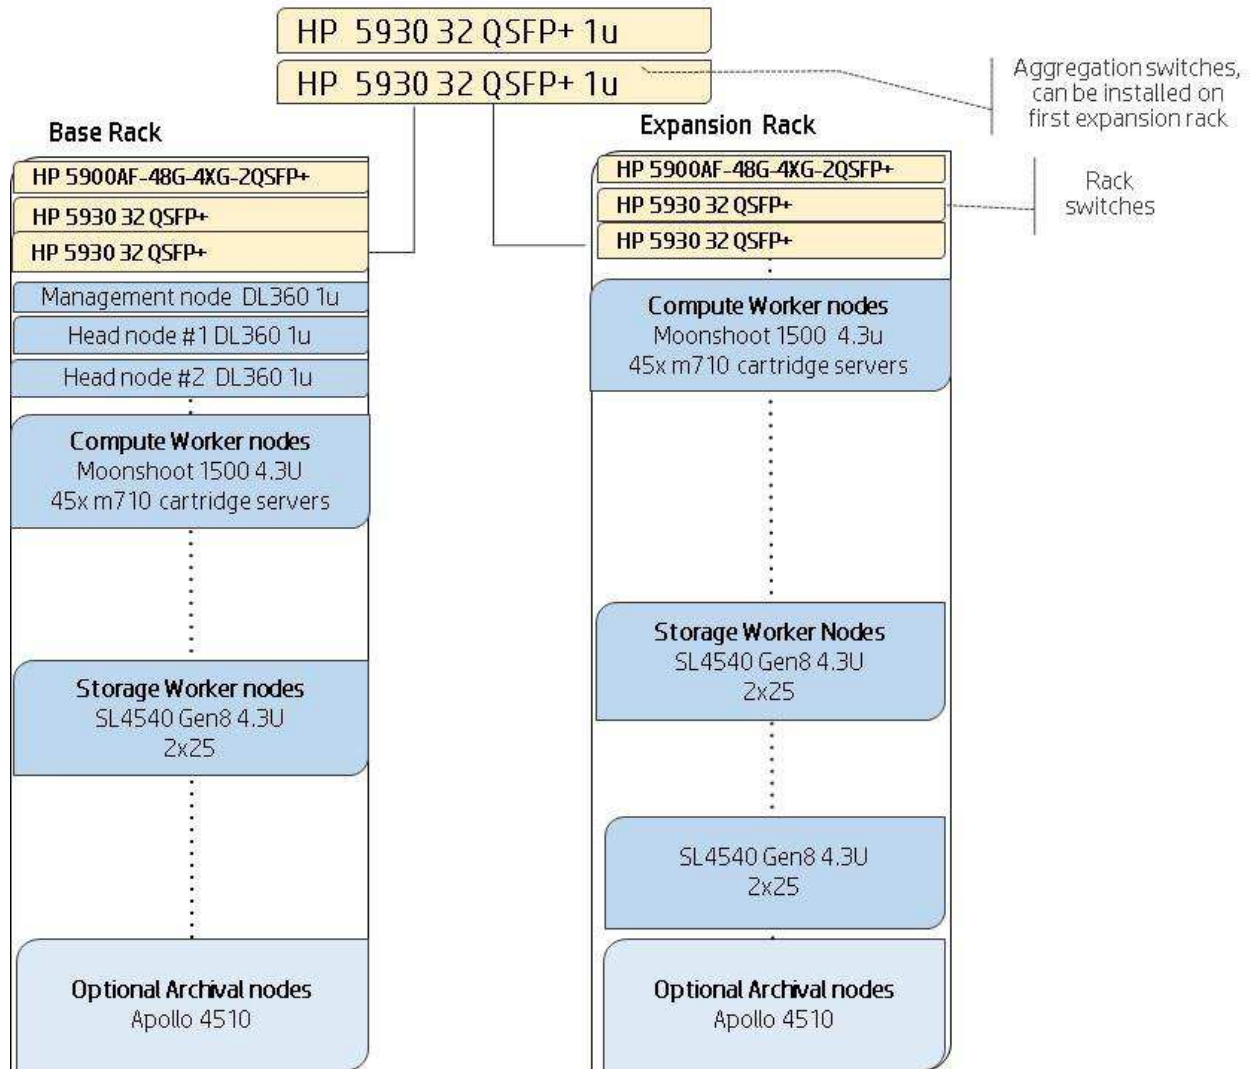 HP 5930 32 QSFP+ 1u
HP 5930 32 QSFP+ 1u
Aggregation switches,
can be installed on
first expansion rack
Base Rack
HP 5900AF-48G-4XG-2QSFP+
HP 5930 32 QSFP+
HP 5930 32 QSFP+
Management node DL360 1u
Head node #1 DL360 1u
Head node #2 DL360 1u
Compute Worker nodes
Moonshoot 1500 4.3U
45x m710 cartridge servers
Storage Worker nodes
SL4540 Gen8 4.3U
2x25
Optional Archival nodes
Apollo 4510
Expansion Rack
HP 5900AF-48G-4XG-2QSFP+
HP 5930 32 QSFP+
HP 5930 32 QSFP+
Rack
switches
Compute Worker nodes
Moonshoot 1500 4.3u
45x m710 cartridge servers
Storage Worker Nodes
SL4540 Gen8 4.3U
2x25
SL4540 Gen8 4.3U
2x25
Optional Archival nodes
Apollo 4510